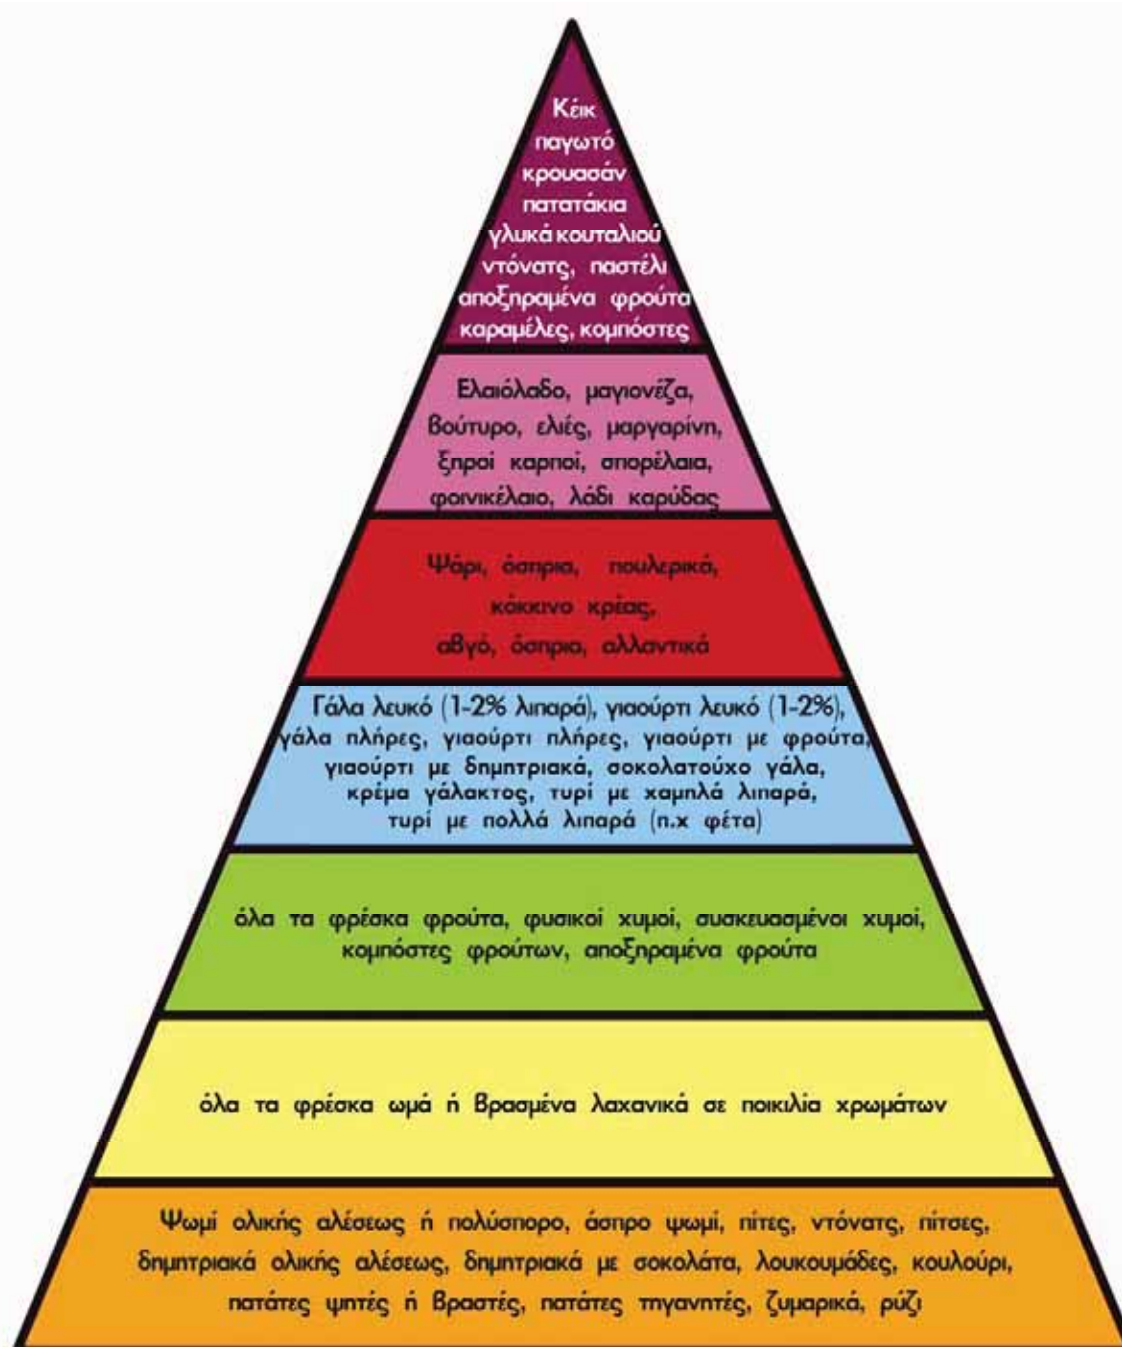 Κέικ
παγωτό
κρουασάν
πατατάκια
γλυκά κουταλιού
ντόνατς, παστέλι
αποξηραμένα φρούτα
καραμέλες, κομπόστες
Ελαιόλαδο, μαγιονέζα,
βούτυρο, ελιές, μαργαρίνη,
ξηροί καρποί, σπορέλαια,
φοινικέλαιο, λάδι καρύδας
Ψάρι, όσπρια, πουλερικά,
κόκκινο κρέας,
αβγό, όσπρια, αλλαντικά
Γάλα λευκό (1-2% λιπαρά), γιαούρτι λευκό (1-2%),
γάλα πλήρες, γιαούρτι πλήρες, γιαούρτι με φρούτα,
γιαούρτι με δημητριακά, σοκολατούχο γάλα,
κρέμα γάλακτος, τυρί με χαμηλά λιπαρά,
τυρί με πολλά λιπαρά (π.χ φέτα)
όλα τα φρέσκα φρούτα, φυσικοί χυμοί, συσκευασμένοι χυμοί,
κομπόστες φρούτων, αποξηραμένα φρούτα
όλα τα φρέσκα ωμά ή βρασμένα λαχανικά σε ποικιλία χρωμάτων
Ψωμί ολικής αλέσεως ή πολύσπορο, άσπρο ψωμί, πίτες, ντόνατς, πίτσες,
δημητριακά ολικής αλέσεως, δημητριακά με σοκολάτα, λουκουμάδες, κουλούρι,
πατάτες ψητές ή βραστές, πατάτες τηγανητές, ζυμαρικά, ρύζι